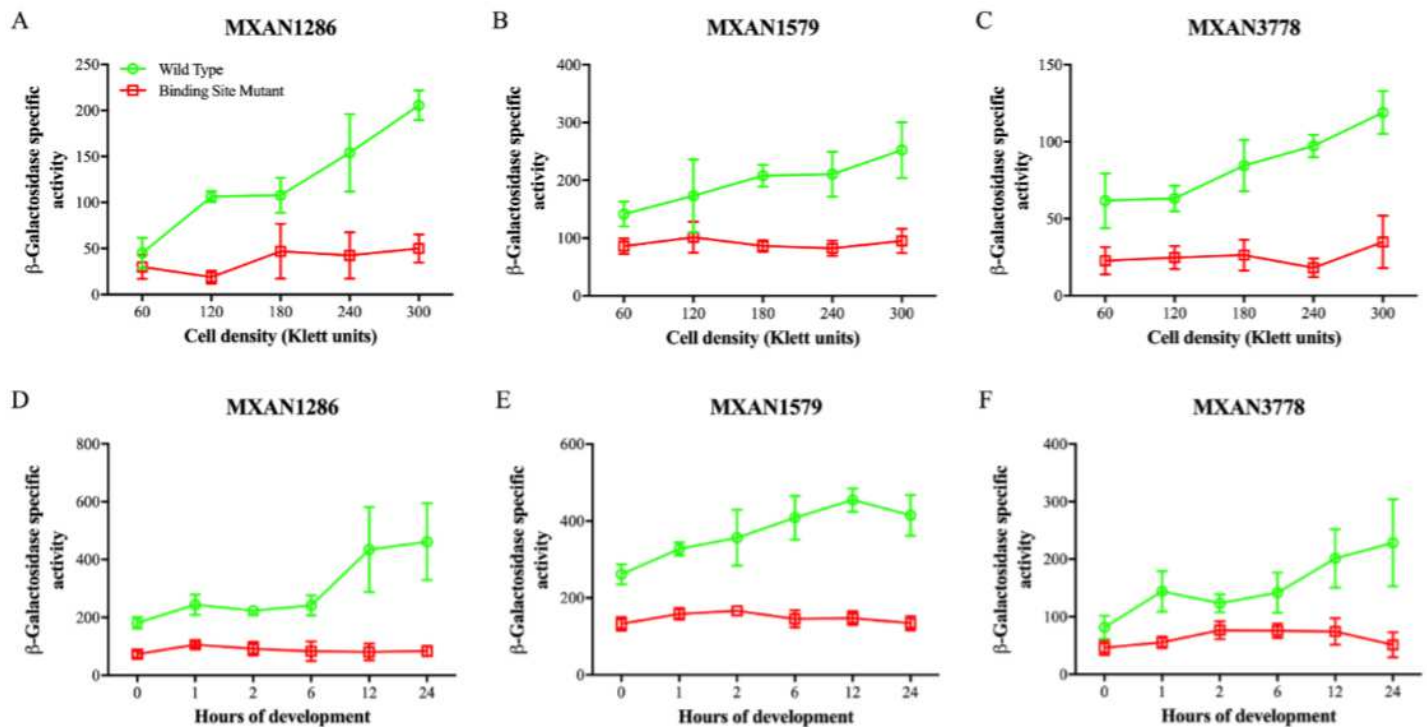 A
MXAN1286
β-Galactosidase specific
activity
250
200
150
100
50
0
Wild Type
Binding Site Mutant
60 120 180 240 300
Cell density (Klett units)
B
MXAN1579
β-Galactosidase specific
activity
400
300
200
100
0
60 120 180 240 300
Cell density (Klett units)
C
MXAN3778
β-Galactosidase specific
activity
150
100
50
0
60 120 180 240 300
Cell density (Klett units)
D
MXAN1286
β-Galactosidase specific
activity
800
600
400
200
0
0 1 2 6 12 24
Hours of development
E
MXAN1579
β-Galactosidase specific
activity
600
400
200
0
0 1 2 6 12 24
Hours of development
F
MXAN3778
β-Galactosidase specific
activity
400
300
200
100
0
0 1 2 6 12 24
Hours of development